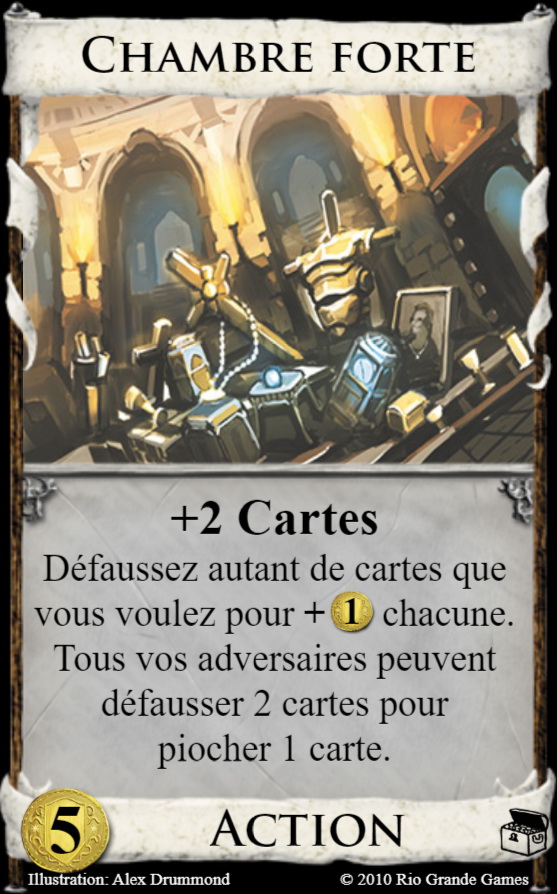 CHAMBRE FORTE
+2 Cartes
Défaussez autant de cartes que
vous voulez pour + 1 chacune.
Tous vos adversaires peuvent
défausser 2 cartes pour
piocher 1 carte.
5 ACTION
Illustration: Alex Drummond © 2010 Rio Grande Games